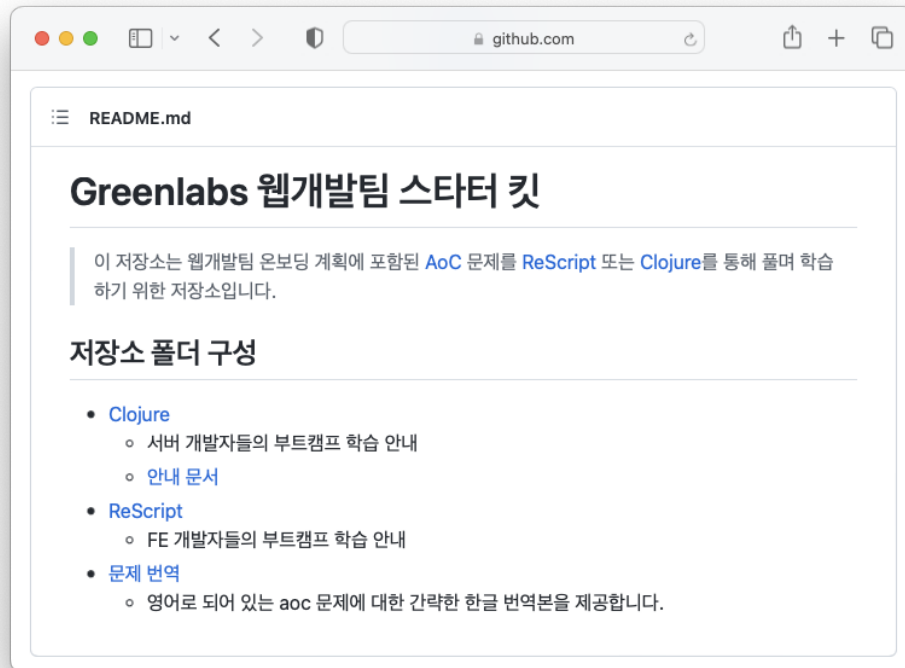 github.com
README.md
Greenlabs 웹개발팀 스타터 킷
이 저장소는 웹개발팀 온보딩 계획에 포함된 AoC 문제를 ReScript 또는 Clojure를 통해 풀며 학습
하기 위한 저장소입니다.
저장소 폴더 구성
Clojure
서버 개발자들의 부트캠프 학습 안내
안내 문서
ReScript
FE 개발자들의 부트캠프 학습 안내
문제 번역
영어로 되어 있는 aoc 문제에 대한 간략한 한글 번역본을 제공합니다.